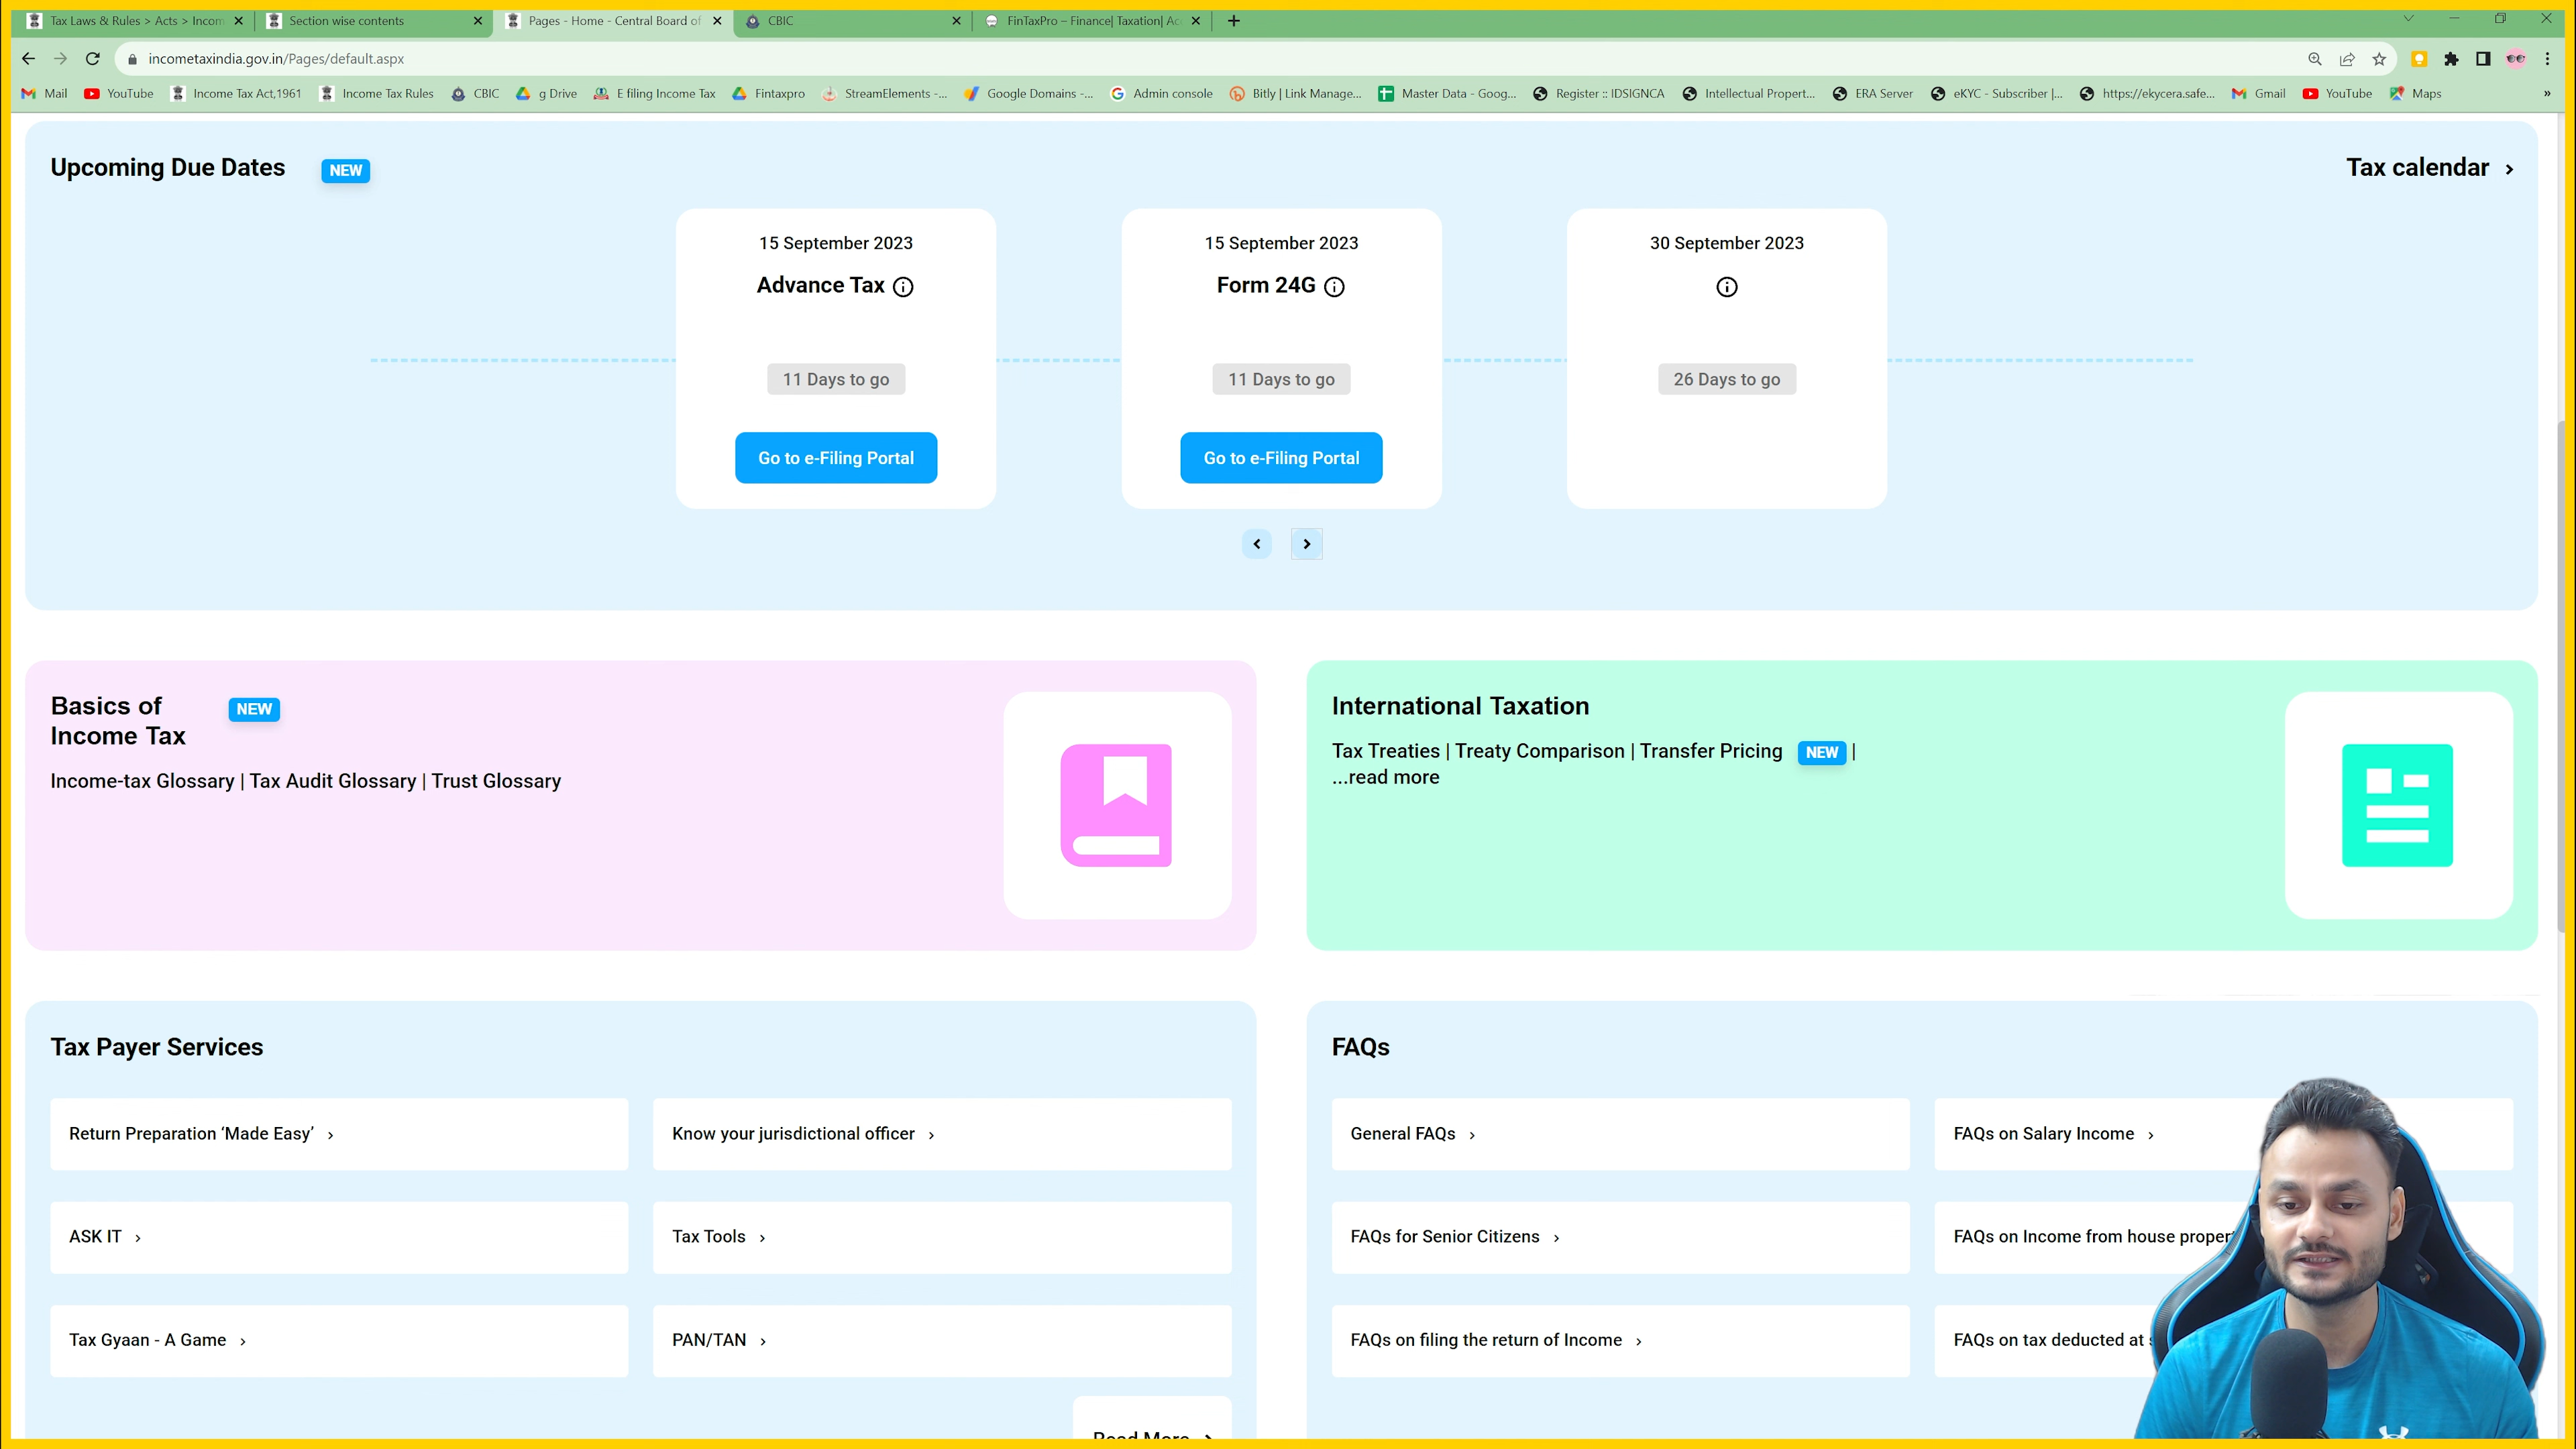 Tax Laws & Rules > Acts > Incom
Section wise contents
Pages - Home - Central Board of
CBIC
FinTaxPro – Finance| Taxation| Ac
incometaxindia.gov.in/Pages/default.aspx
Mail
YouTube
Income Tax Act,1961
Income Tax Rules
CBIC
g Drive
E filing Income Tax
Fintaxpro
StreamElements -...
Google Domains -...
Admin console
Bitly | Link Manage...
Master Data - Goog...
Register :: IDSIGNCA
Intellectual Propert...
ERA Server
eKYC - Subscriber |...
https://ekycera.safe...
Gmail
YouTube
Maps
»
Upcoming Due Dates NEW
Tax calendar >
15 September 2023
Advance Tax
11 Days to go
Go to e-Filing Portal
15 September 2023
Form 24G
11 Days to go
Go to e-Filing Portal
30 September 2023
26 Days to go
Basics of
Income Tax
NEW
Income-tax Glossary | Tax Audit Glossary | Trust Glossary
International Taxation
Tax Treaties | Treaty Comparison | Transfer Pricing NEW |
...read more
Tax Payer Services
Return Preparation ‘Made Easy’ >
Know your jurisdictional officer >
ASK IT >
Tax Tools >
Tax Gyaan - A Game >
PAN/TAN >
Read More >
FAQs
General FAQs >
FAQs on Salary Income >
FAQs for Senior Citizens >
FAQs on Income from house proper
FAQs on filing the return of Income >
FAQs on tax deducted at s